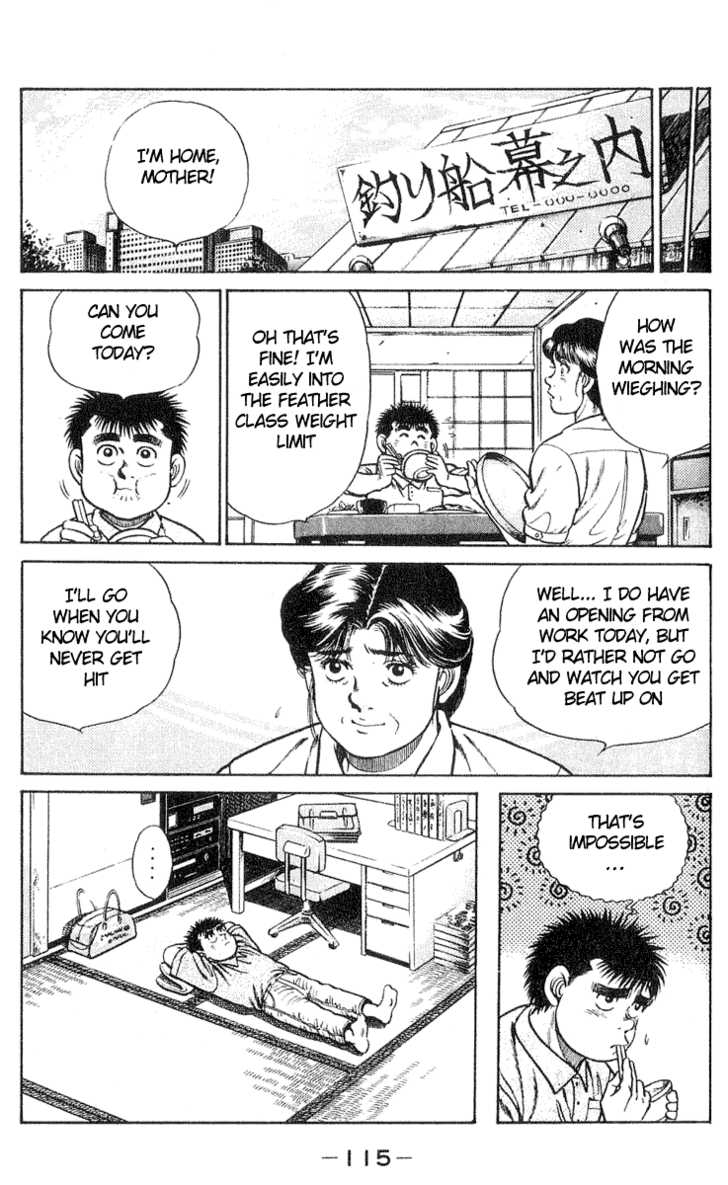 釣り船 幕之内
TEL-000-0000
I'M HOME,
MOTHER!
HOW
WAS THE
MORNING
WIEGHING?
OH THAT'S
FINE! I'M
EASILY INTO
THE FEATHER
CLASS WEIGHT
LIMIT
CAN YOU
COME
TODAY?
WELL... I DO HAVE
AN OPENING FROM
WORK TODAY, BUT
I'D RATHER NOT GO
AND WATCH YOU GET
BEAT UP ON
I'LL GO
WHEN YOU
KNOW YOU'LL
NEVER GET
HIT
THAT'S
IMPOSSIBLE
...
...
-115-